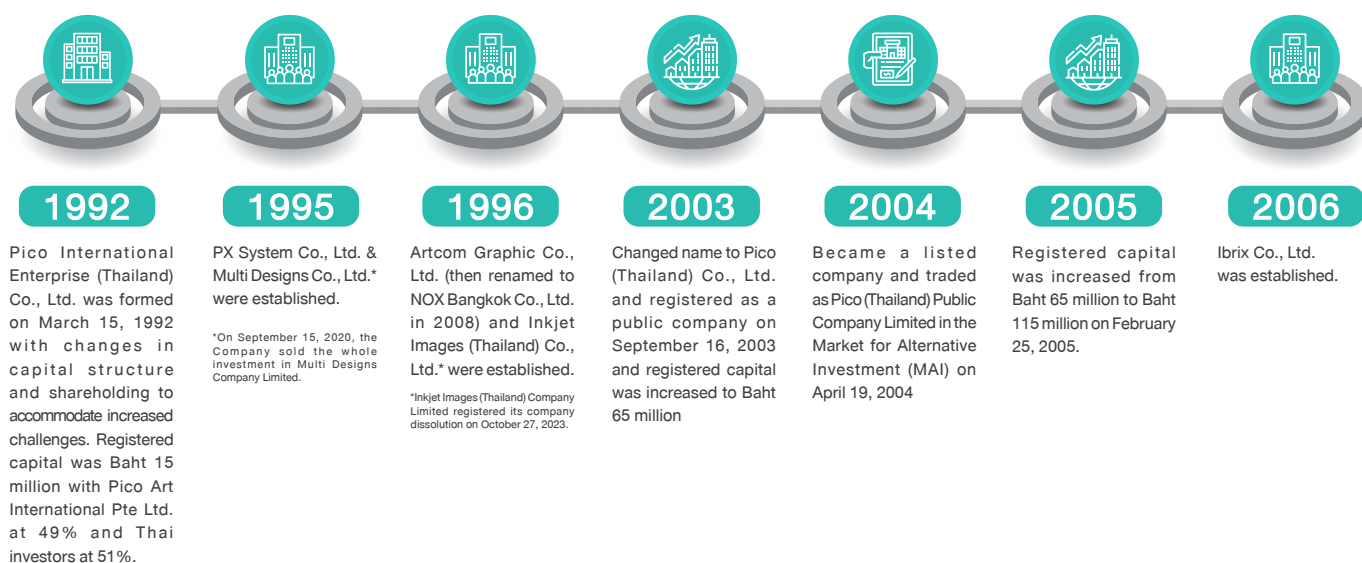 1992
Pico International
Enterprise (Thailand)
Co., Ltd. was formed
on March 15, 1992
with changes in
capital structure
and shareholding to
accommodate increased
challenges. Registered
capital was Baht 15
million with Pico Art
International Pte Ltd.
at 49% and Thai
investors at 51%.
1995
PX System Co., Ltd. &
Multi Designs Co., Ltd.*
were established.
*On September 15, 2020, the
Company sold the whole
investment in Multi Designs
Company Limited.
1996
Artcom Graphic Co.,
Ltd. (then renamed to
NOX Bangkok Co., Ltd.
in 2008) and Inkjet
Images (Thailand) Co.,
Ltd.* were established.
*Inkjet Images (Thailand) Company
Limited registered its company
dissolution on October 27, 2023.
2003
Changed name to Pico
(Thailand) Co., Ltd.
and registered as a
public company on
September 16, 2003
and registered capital
was increased to Baht
65 million
2004
Became a listed
company and traded
as Pico (Thailand) Public
Company Limited in the
Market for Alternative
Investment (MAI) on
April 19, 2004
2005
Registered capital
was increased from
Baht 65 million to Baht
115 million on February
25, 2005.
2006
Ibrix Co., Ltd.
was established.